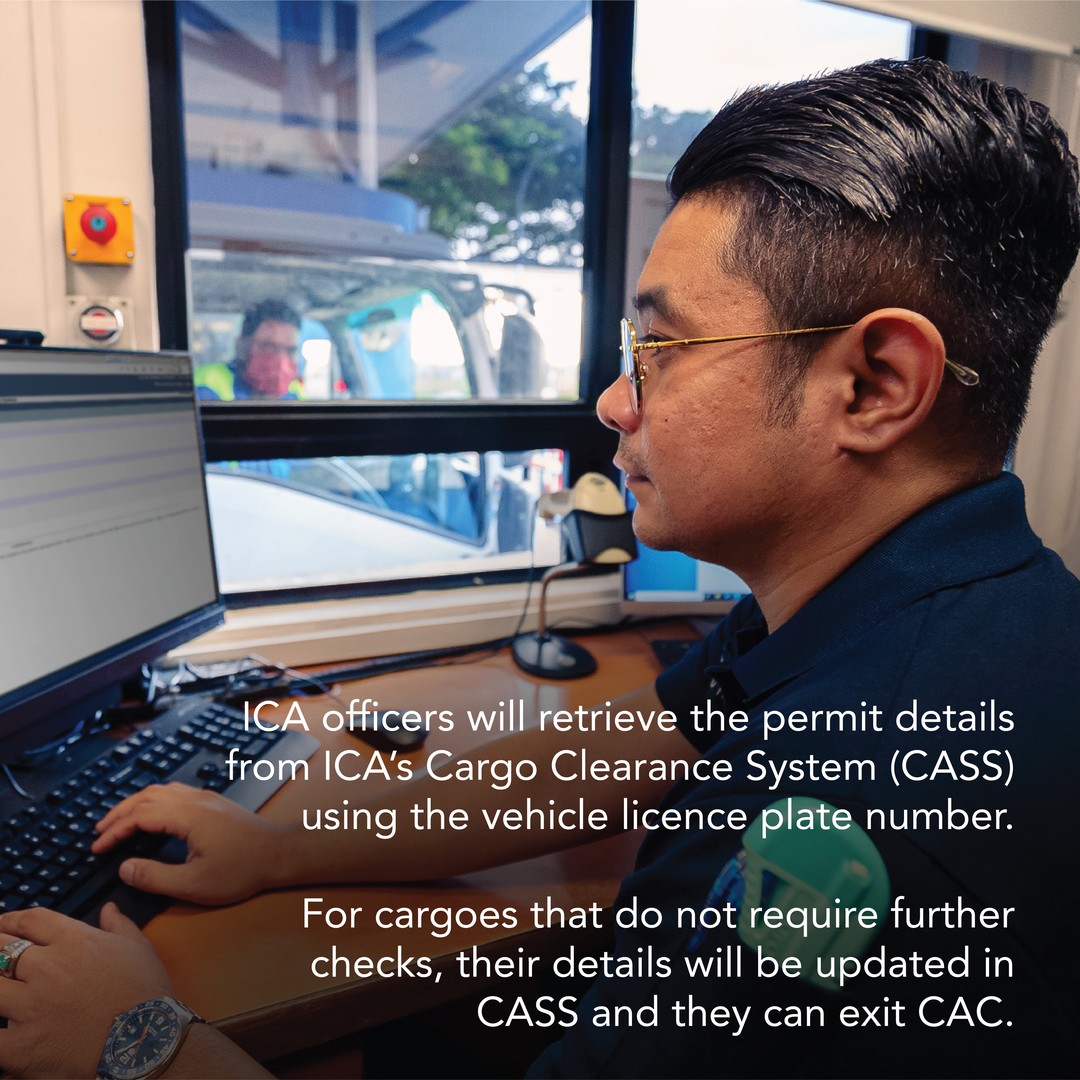 ICA officers will retrieve the permit details
from ICA’s Cargo Clearance System (CASS)
using the vehicle licence plate number.
For cargoes that do not require further
checks, their details will be updated in
CASS and they can exit CAC.